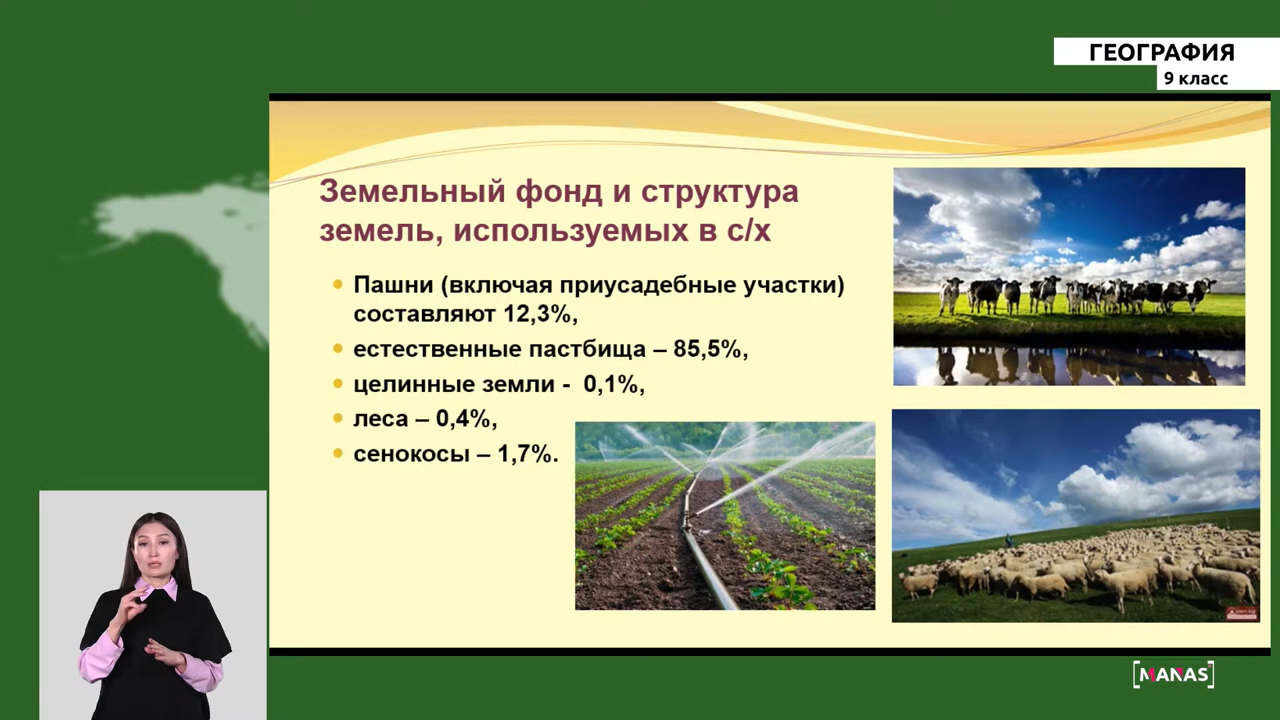 ГЕОГРАФИЯ
9 класс
Земельный фонд и структура
земель, используемых в с/х
Пашни (включая приусадебные участки)
составляют 12,3%,
естественные пастбища – 85,5%,
целинные земли - 0,1%,
леса – 0,4%,
сенокосы – 1,7%.
[MANAS]